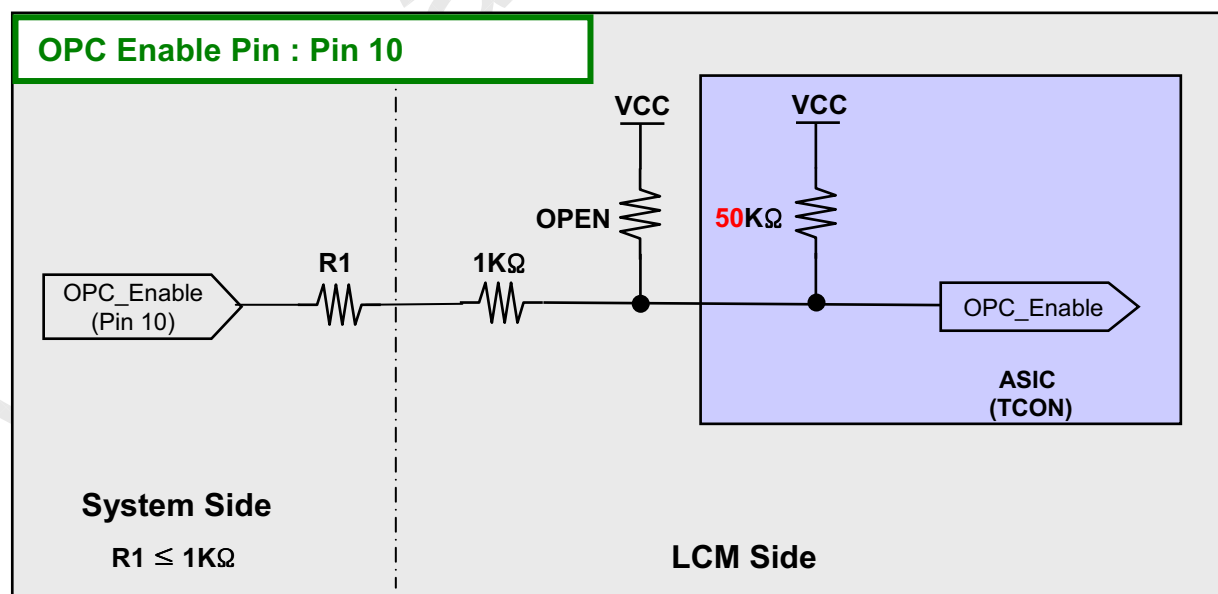 OPC Enable Pin : Pin 10
VCC
VCC
OPEN
50KΩ
R1
1KΩ
OPC_Enable
(Pin 10)
OPC_Enable
ASIC
(TCON)
System Side
R1 ≤ 1KΩ
LCM Side